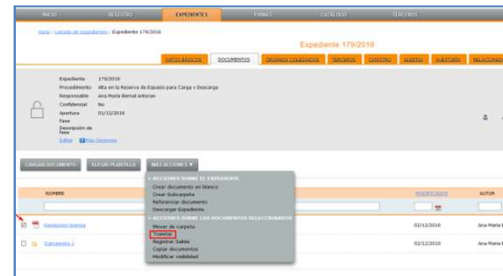 INICIO REGISTRO EXPEDIENTES FIRMAS CATÁLOGO TERCEROS
Inicio / Listado de expedientes / Expediente 179/2016
Expediente 179/2016
DATOS BÁSICOS DOCUMENTOS ÓRGANOS COLEGIADOS TERCEROS REGISTRO ALERTAS AUDITORÍA RELACIONADOS
Expediente 179/2016
Procedimiento Alta en la Reserva de Espacio para Carga y Descarga
Responsable Ana María Bernal Antoran
Confidencial No
Apertura 01/12/2016
Fase
Descripción de
fase
Editar Más Opciones
CARGAR DOCUMENTO ELEGIR PLANTILLA MÁS ACCIONES ▼
ACCIONES SOBRE EL EXPEDIENTE
Crear documento en blanco
Crear Subcarpeta
Referenciar documento
Descargar Expediente
ACCIONES SOBRE LOS DOCUMENTOS SELECCIONADOS
Mover de carpeta
Tramitar
Registrar Salida
Copiar documentos
Modificar visibilidad
NOMBRE MODIFICADO AUTOR
02/12/2016 Ana María
Subcarpeta 1 02/12/2016 Ana María